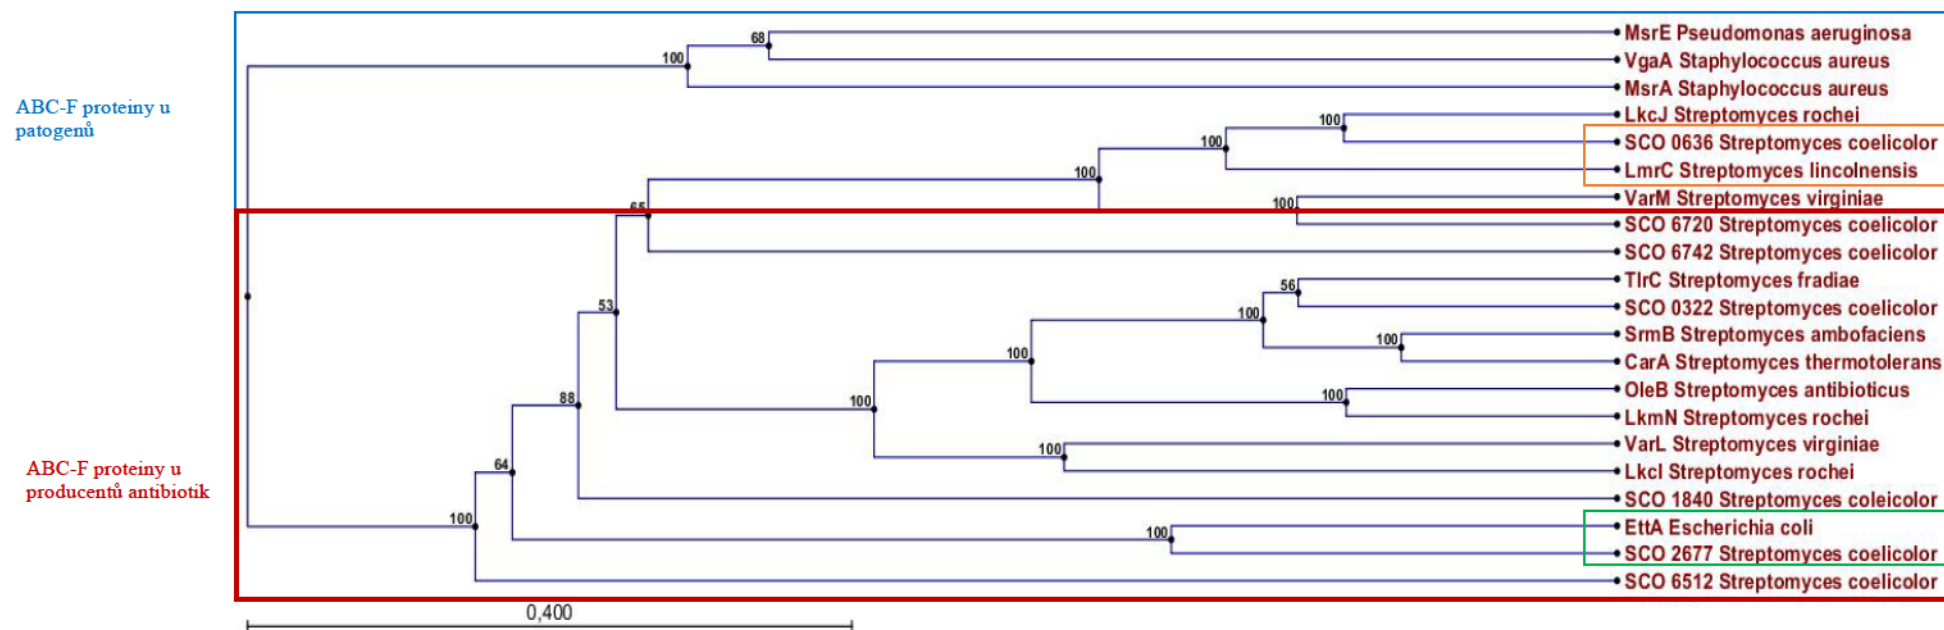 ABC-F proteiny u
patogenů
ABC-F proteiny u
producentů antibiotik
68
100
100
100
100
65
100
56
100
100
100
100
53
100
100
88
64
100
100
MsrE Pseudomonas aeruginosa
VgaA Staphylococcus aureus
MsrA Staphylococcus aureus
LkcJ Streptomyces rochei
SCO 0636 Streptomyces coelicolor
LmrC Streptomyces lincolnensis
VarM Streptomyces virginiae
SCO 6720 Streptomyces coelicolor
SCO 6742 Streptomyces coelicolor
TlrC Streptomyces fradiae
SCO 0322 Streptomyces coelicolor
SrmB Streptomyces ambofaciens
CarA Streptomyces thermotolerans
OleB Streptomyces antibioticus
LkmN Streptomyces rochei
VarL Streptomyces virginiae
LkcI Streptomyces rochei
SCO 1840 Streptomyces coleicolor
EttA Escherichia coli
SCO 2677 Streptomyces coelicolor
SCO 6512 Streptomyces coelicolor
0,400